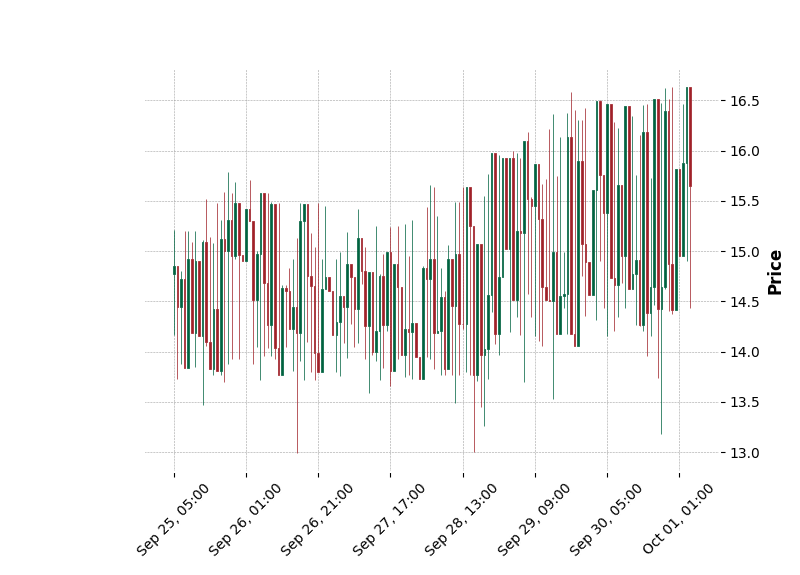 16.5
16.0
15.5
15.0
14.5
14.0
13.5
13.0
Price
Sep 25, 05:00
Sep 26, 01:00
Sep 26, 21:00
Sep 27, 17:00
Sep 28, 13:00
Sep 29, 09:00
Sep 30, 05:00
Oct 01, 01:00